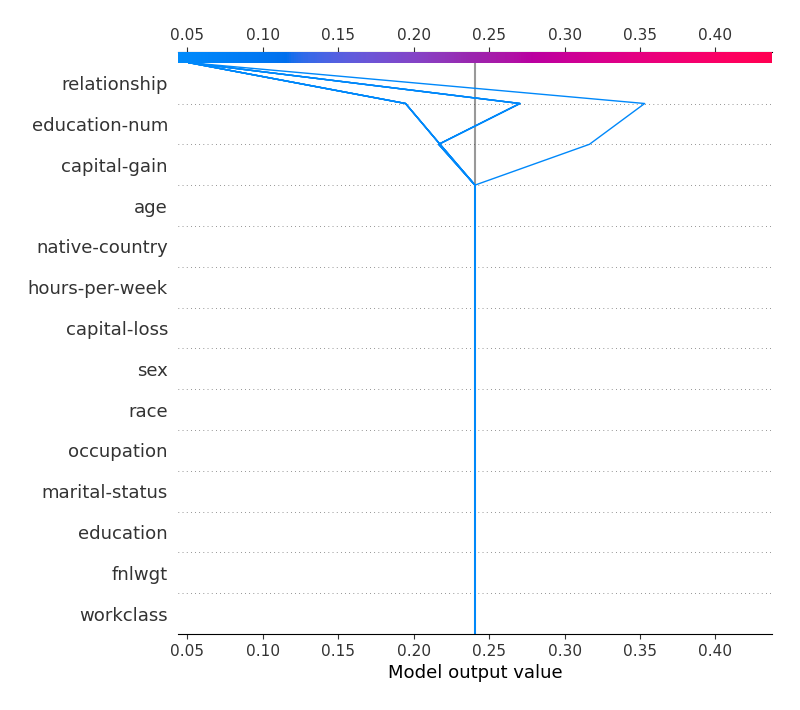 0.05 0.10 0.15 0.20 0.25 0.30 0.35 0.40
relationship
education-num
capital-gain
age
native-country
hours-per-week
capital-loss
sex
race
occupation
marital-status
education
fnlwgt
workclass
0.05 0.10 0.15 0.20 0.25 0.30 0.35 0.40
Model output value